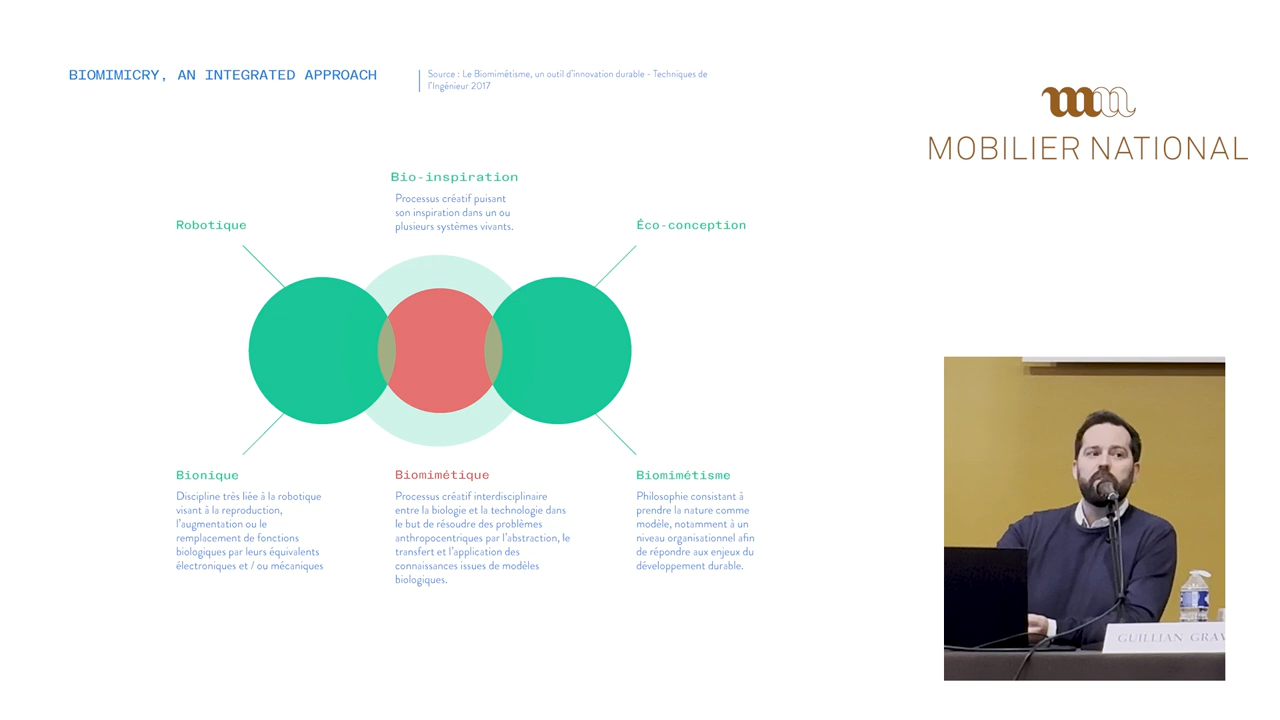 BIOMIMICRY, AN INTEGRATED APPROACH
Source : Le Biomimétisme, un outil d'innovation durable - Techniques de
l'Ingénieur 2017
MOBILIER NATIONAL
Bio-inspiration
Processus créatif puisant
son inspiration dans un ou
plusieurs systèmes vivants.
Robotique
Éco-conception
Bionique
Discipline très liée à la robotique
visant à la reproduction,
l'augmentation ou le
remplacement de fonctions
biologiques par leurs équivalents
électroniques et / ou mécaniques
Biomimétique
Processus créatif interdisciplinaire
entre la biologie et la technologie dans
le but de résoudre des problèmes
anthropocentriques par l'abstraction, le
transfert et l'application des
connaissances issues de modèles
biologiques.
Biomimétisme
Philosophie consistant à
prendre la nature comme
modèle, notamment à un
niveau organisationnel afin
de répondre aux enjeux du
développement durable.
GUILLIAN GRAV